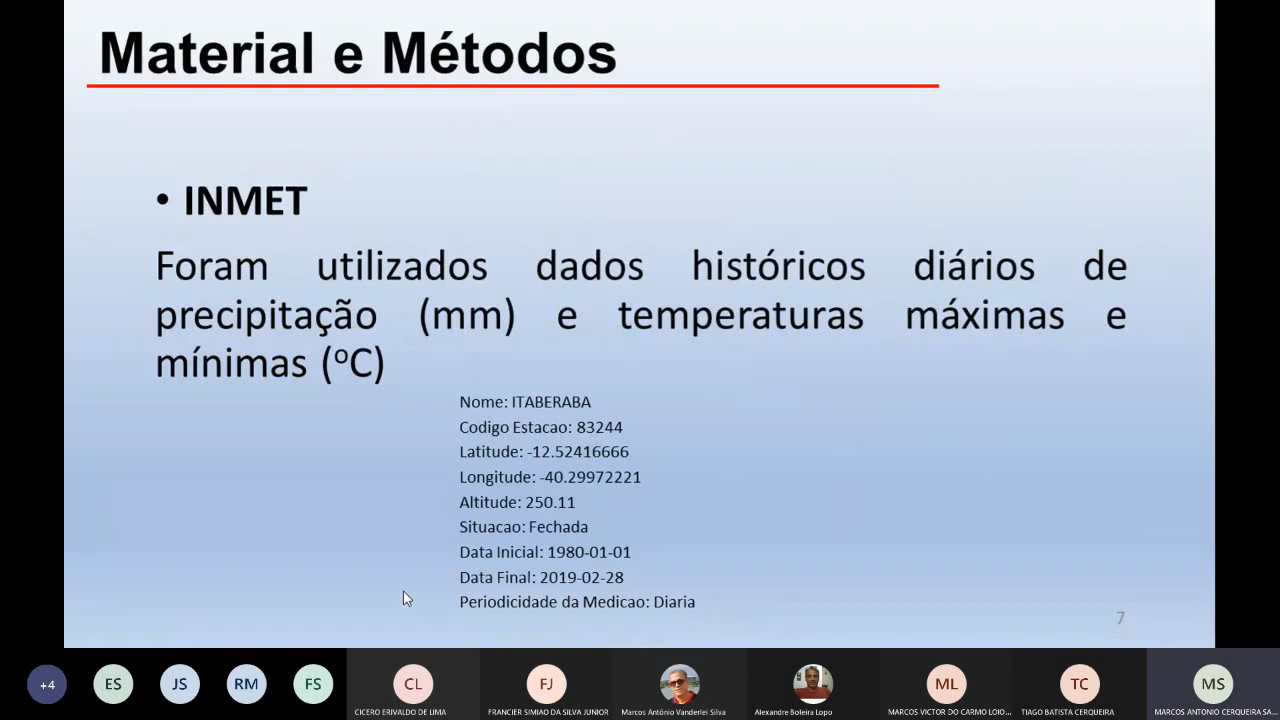 Material e Métodos
• INMET
Foram utilizados dados históricos diários de
precipitação (mm) e temperaturas máximas e
mínimas (ºC)
Nome: ITABERABA
Codigo Estacao: 83244
Latitude: -12.52416666
Longitude: -40.29972221
Altitude: 250.11
Situacao: Fechada
Data Inicial: 1980-01-01
Data Final: 2019-02-28
Periodicidade da Medicao: Diaria
7
+4 ES JS RM FS CL FJ ML TC MS
CICERO ERIVALDO DE LIMA FRANCIER SIMIAO DA SILVA JUNIOR Marcos Antônio Vanderlei Silva Alexandre Boleira Lopo MARCOS VICTOR DO CARMO LOIO... TIAGO BATISTA CERQUEIRA MARCOS ANTONIO CERQUEIRA SA...